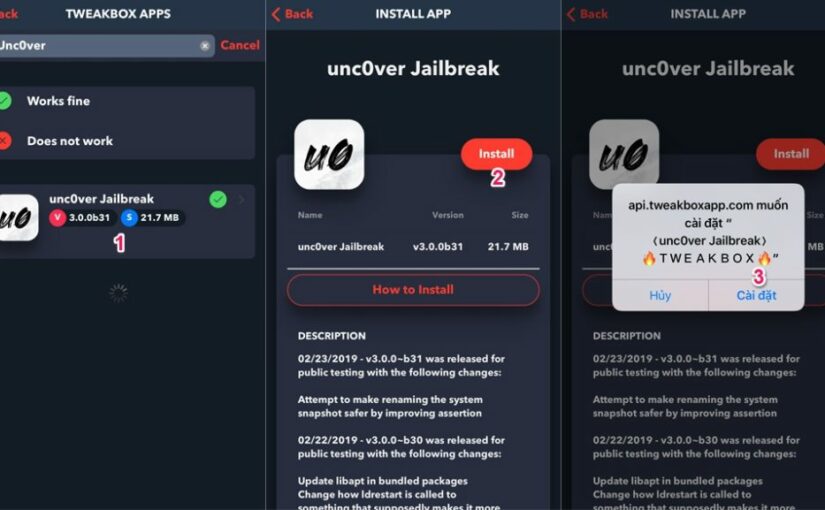 ack
TWEAKBOX APPS
Unc0ver
Cancel
Works fine
Does not work
u0
unc0ver Jailbreak
V 3.0.0b31 S 21.7 MB
1
Back
INSTALL APP
unc0ver Jailbreak
u0
Install
2
Name Version Size
unc0ver Jailbreak v3.0.0b31 21.7 MB
How to Install
DESCRIPTION
02/23/2019 - v3.0.0~b31 was released for
public testing with the following changes:
Attempt to make renaming the system
snapshot safer by improving assertion
02/22/2019 - v3.0.0~b30 was released for
public testing with the following changes:
Update libapt in bundled packages
Change how ldrestart is called to
something that supposedly makes it more
Back
INSTALL APP
unc0ver Jailbreak
u0
Install
Nam Size
unc 21.7 MB
api.tweakboxapp.com muốn
cài đặt “
(unc0ver Jailbreak)
🔥TWEAKBOX🔥”
3
Hủy Cài đặt
DESCRIPTION
02/23/2019 - v3.0.0~b31 was released for
public testing with the following changes:
Attempt to make renaming the system
snapshot safer by improving assertion
02/22/2019 - v3.0.0~b30 was released for
public testing with the following changes:
Update libapt in bundled packages
Change how ldrestart is called to
something that supposedly makes it more